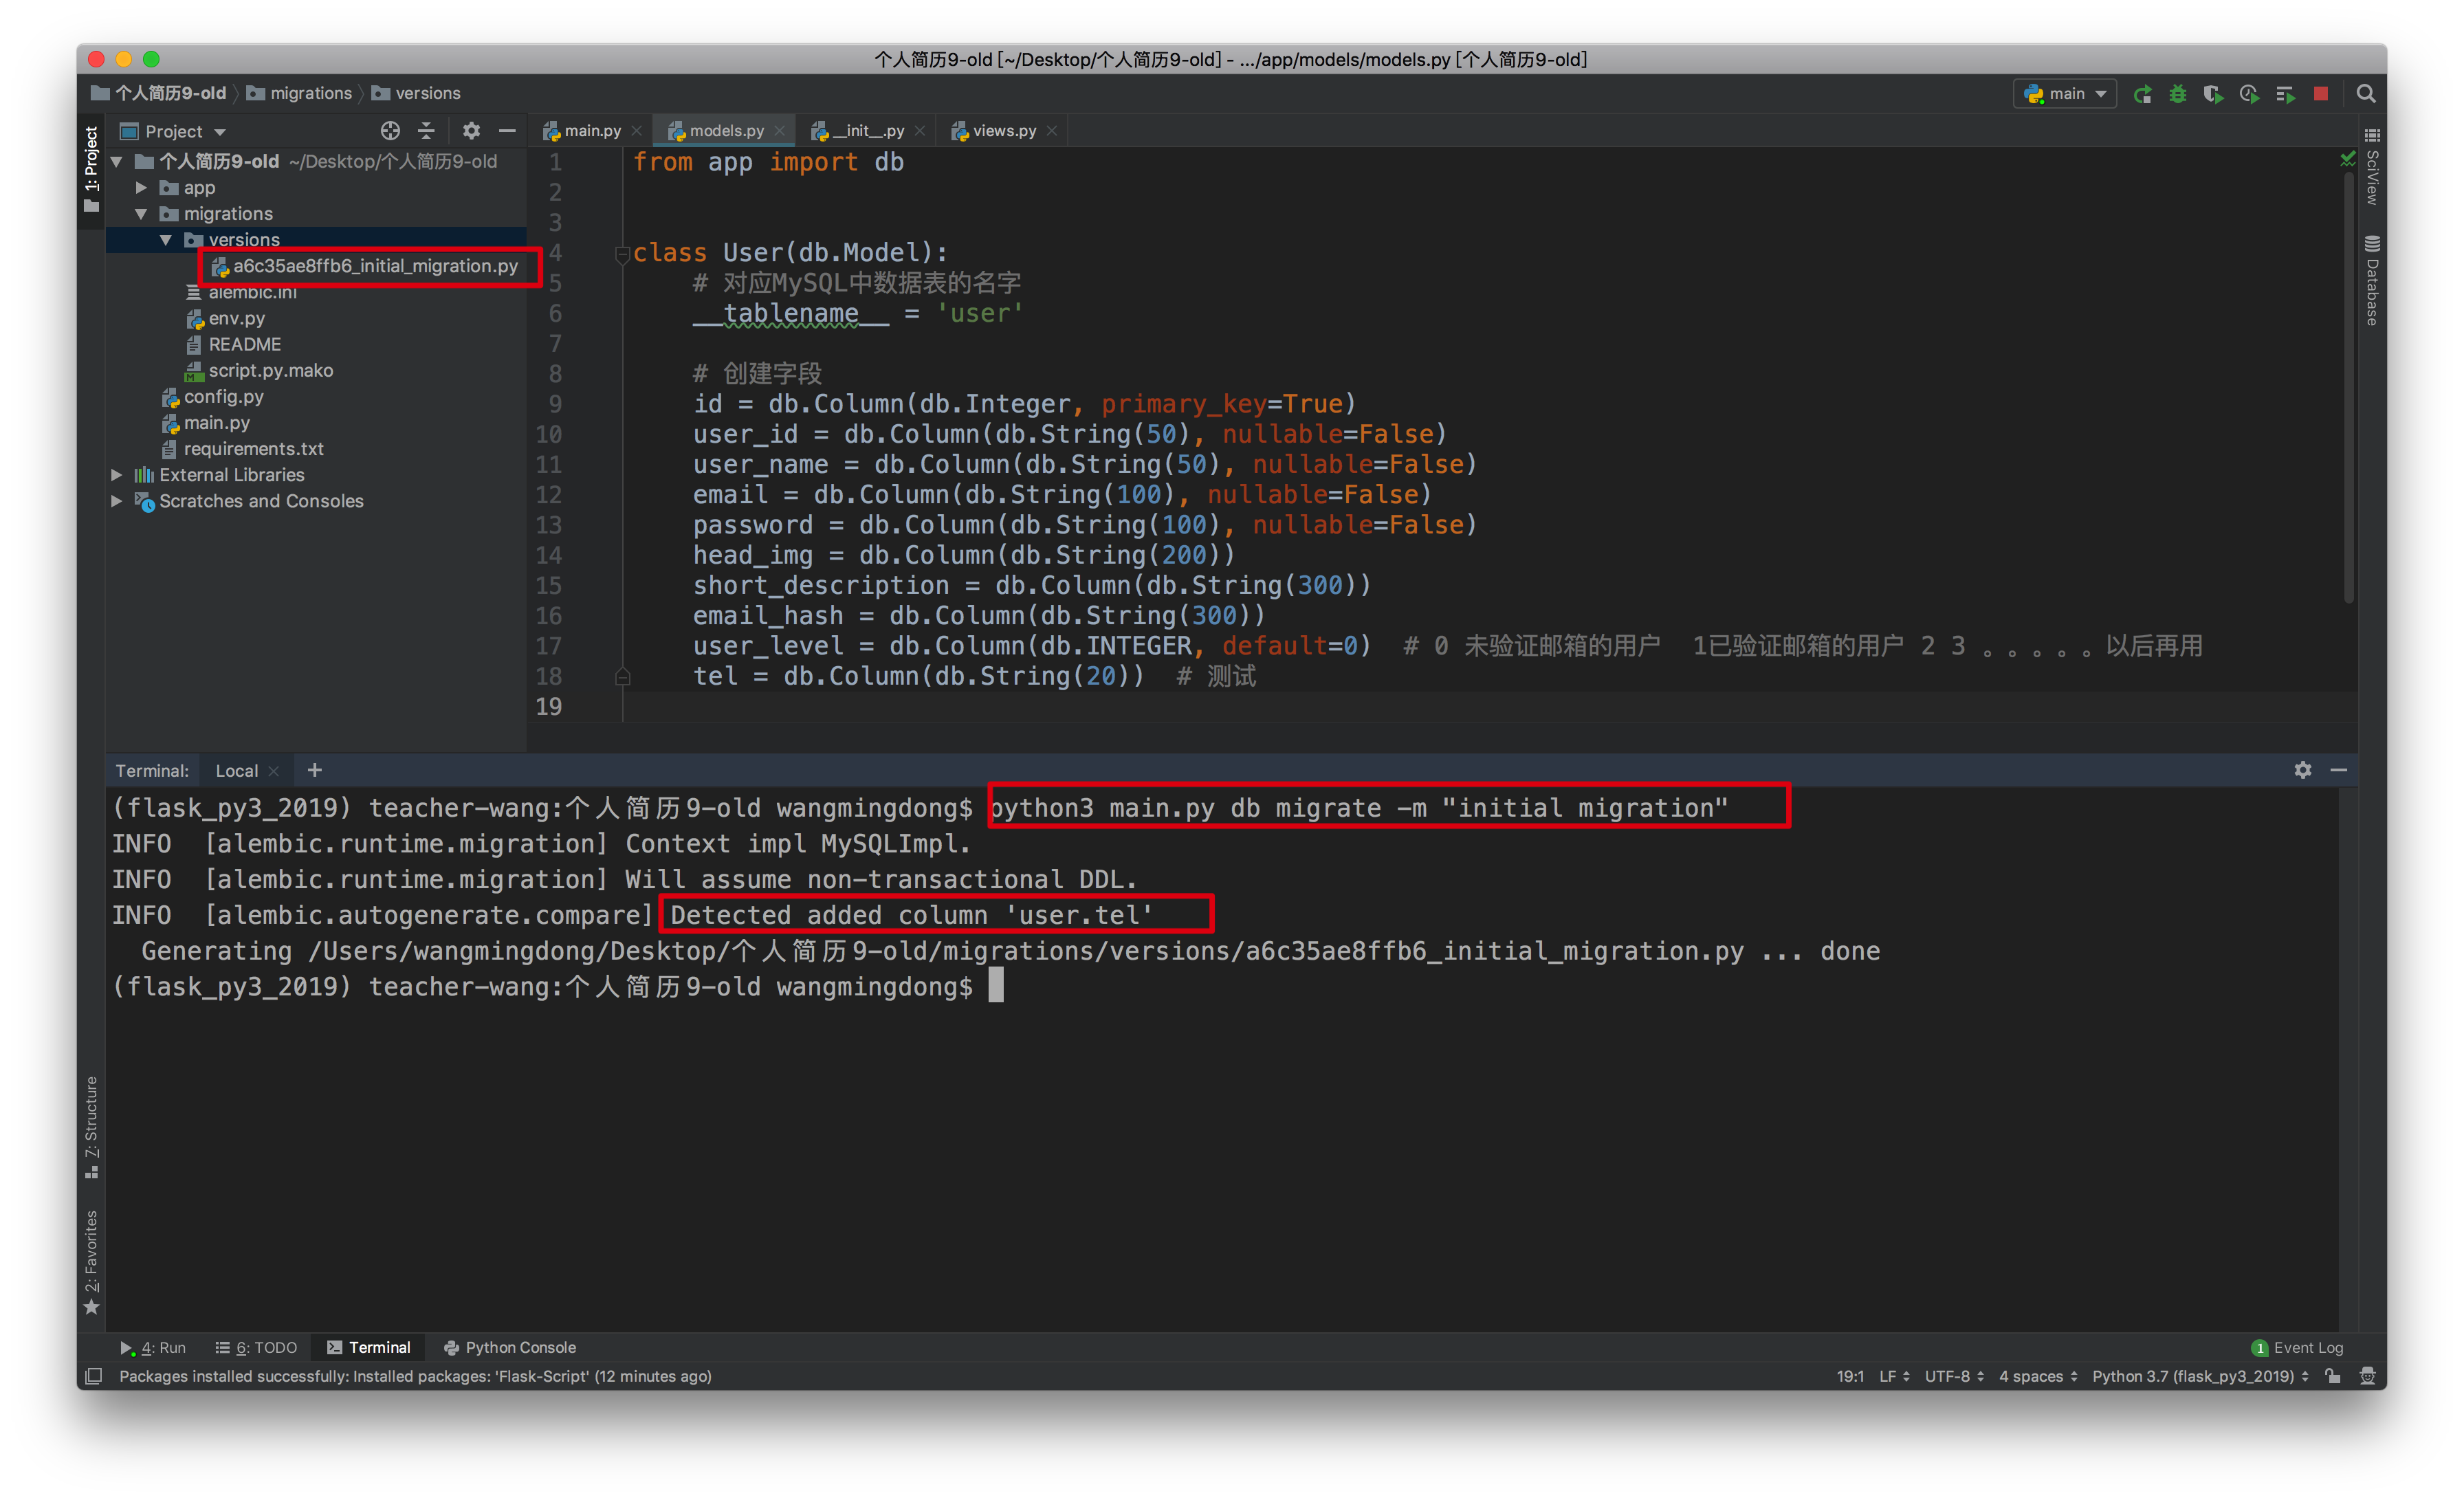 个人简历9-old [~/Desktop/个人简历9-old] - .../app/models/models.py [个人简历9-old]
个人简历9-old migrations versions
main
1: Project
Project
main.py models.py __init__.py views.py
个人简历9-old ~/Desktop/个人简历9-old
app
migrations
versions
a6c35ae8ffb6_initial_migration.py
alembic.ini
env.py
README
script.py.mako
config.py
main.py
requirements.txt
External Libraries
Scratches and Consoles
1 from app import db
2
3
4 class User(db.Model):
5 # 对应MySQL中数据表的名字
6 __tablename__ = 'user'
7
8 # 创建字段
9 id = db.Column(db.Integer, primary_key=True)
10 user_id = db.Column(db.String(50), nullable=False)
11 user_name = db.Column(db.String(50), nullable=False)
12 email = db.Column(db.String(100), nullable=False)
13 password = db.Column(db.String(100), nullable=False)
14 head_img = db.Column(db.String(200))
15 short_description = db.Column(db.String(300))
16 email_hash = db.Column(db.String(300))
17 user_level = db.Column(db.INTEGER, default=0) # 0 未验证邮箱的用户 1已验证邮箱的用户 2 3 。。。。。以后再用
18 tel = db.Column(db.String(20)) # 测试
19
SciView
Database
Terminal: Local +
(flask_py3_2019) teacher-wang:个人简历9-old wangmingdong$ python3 main.py db migrate -m "initial migration"
INFO [alembic.runtime.migration] Context impl MySQLImpl.
INFO [alembic.runtime.migration] Will assume non-transactional DDL.
INFO [alembic.autogenerate.compare] Detected added column 'user.tel'
Generating /Users/wangmingdong/Desktop/个人简历9-old/migrations/versions/a6c35ae8ffb6_initial_migration.py ... done
(flask_py3_2019) teacher-wang:个人简历9-old wangmingdong$
7: Structure
2: Favorites
4: Run 6: TODO Terminal Python Console 1 Event Log
Packages installed successfully: Installed packages: 'Flask-Script' (12 minutes ago) 19:1 LF UTF-8 4 spaces Python 3.7 (flask_py3_2019)